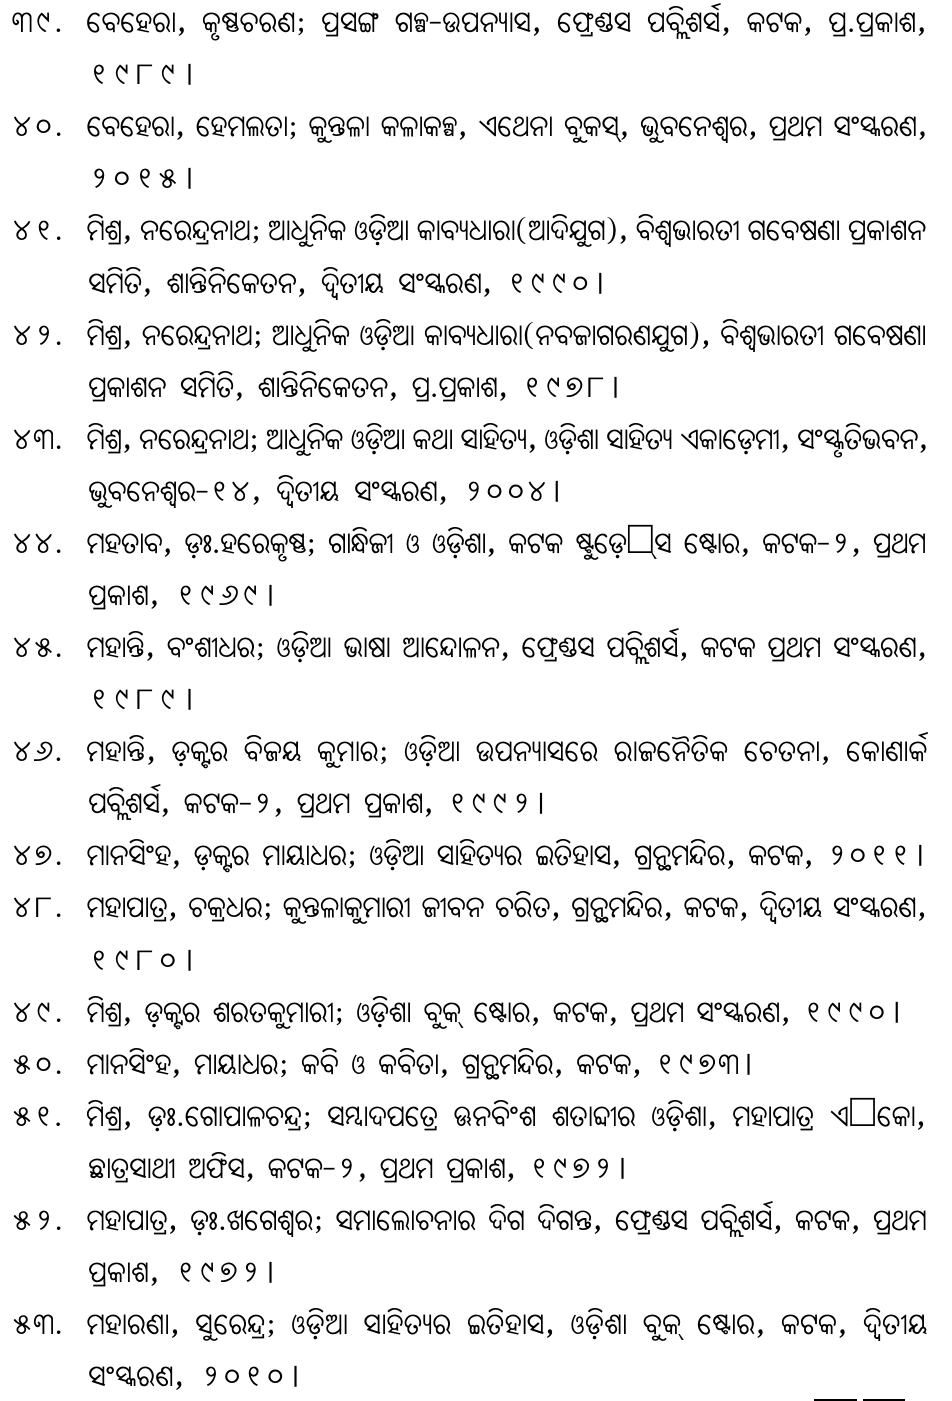 ୩୯. ବେହେରା, କୃଷ୍ଣଚରଣ; ପ୍ରସଙ୍ଗ ଗଳ୍ପ-ଉପନ୍ୟାସ, ଫ୍ରେଣ୍ଡସ ପବ୍ଲିଶର୍ସ, କଟକ, ପ୍ର.ପ୍ରକାଶ,
୧୯୮୯।
୪୦. ବେହେରା, ହେମଲତା; କୁନ୍ତଳା କଳାକଳ୍ପ, ଏଥେନା ବୁକସ୍, ଭୁବନେଶ୍ୱର, ପ୍ରଥମ ସଂସ୍କରଣ,
୨୦୧୫।
୪୧. ମିଶ୍ର, ନରେନ୍ଦ୍ରନାଥ; ଆଧୁନିକ ଓଡ଼ିଆ କାବ୍ୟଧାରା(ଆଦିଯୁଗ), ବିଶ୍ୱଭାରତୀ ଗବେଷଣା ପ୍ରକାଶନ
ସମିତି, ଶାନ୍ତିନିକେତନ, ଦ୍ୱିତୀୟ ସଂସ୍କରଣ, ୧୯୯୦।
୪୨. ମିଶ୍ର, ନରେନ୍ଦ୍ରନାଥ; ଆଧୁନିକ ଓଡ଼ିଆ କାବ୍ୟଧାରା(ନବଜାଗରଣଯୁଗ), ବିଶ୍ୱଭାରତୀ ଗବେଷଣା
ପ୍ରକାଶନ ସମିତି, ଶାନ୍ତିନିକେତନ, ପ୍ର.ପ୍ରକାଶ, ୧୯୭୮।
୪୩. ମିଶ୍ର, ନରେନ୍ଦ୍ରନାଥ; ଆଧୁନିକ ଓଡ଼ିଆ କଥା ସାହିତ୍ୟ, ଓଡ଼ିଶା ସାହିତ୍ୟ ଏକାଡ଼େମୀ, ସଂସ୍କୃତିଭବନ,
ଭୁବନେଶ୍ୱର-୧୪, ଦ୍ୱିତୀୟ ସଂସ୍କରଣ, ୨୦୦୪।
୪୪. ମହତାବ, ଡ଼ଃ.ହରେକୃଷ୍ଣ; ଗାନ୍ଧିଜୀ ଓ ଓଡ଼ିଶା, କଟକ ଷ୍ଟୋର, କଟକ-୨, ପ୍ରଥମ
ପ୍ରକାଶ, ୧୯୬୯।
୪୫. ମହାନ୍ତି, ବଂଶୀଧର; ଓଡ଼ିଆ ଭାଷା ଆନ୍ଦୋଳନ, ଫ୍ରେଣ୍ଡସ ପବ୍ଲିଶର୍ସ, କଟକ ପ୍ରଥମ ସଂସ୍କରଣ,
୧୯୮୯।
୪୬. ମହାନ୍ତି, ଡ଼କ୍ଟର ବିଜୟ କୁମାର; ଓଡ଼ିଆ ଉପନ୍ୟାସରେ ରାଜନୈତିକ ଚେତନା, କୋଣାର୍କ
ପବ୍ଲିଶର୍ସ, କଟକ-୨, ପ୍ରଥମ ପ୍ରକାଶ, ୧୯୯୨।
୪୭. ମାନସିଂହ, ଡ଼କ୍ଟର ମାୟାଧର; ଓଡ଼ିଆ ସାହିତ୍ୟର ଇତିହାସ, ଗ୍ରନ୍ଥମନ୍ଦିର, କଟକ, ୨୦୧୧।
୪୮. ମହାପାତ୍ର, ଚକ୍ରଧର; କୁନ୍ତଳାକୁମାରୀ ଜୀବନ ଚରିତ, ଗ୍ରନ୍ଥମନ୍ଦିର, କଟକ, ଦ୍ୱିତୀୟ ସଂସ୍କରଣ,
୧୯୮୦।
୪୯. ମିଶ୍ର, ଡ଼କ୍ଟର ଶରତକୁମାରୀ; ଓଡ଼ିଶା ବୁକ୍ ଷ୍ଟୋର, କଟକ, ପ୍ରଥମ ସଂସ୍କରଣ, ୧୯୯୦।
୫୦. ମାନସିଂହ, ମାୟାଧର; କବି ଓ କବିତା, ଗ୍ରନ୍ଥମନ୍ଦିର, କଟକ, ୧୯୭୩।
୫୧. ମିଶ୍ର, ଡ଼ଃ.ଗୋପାଳଚନ୍ଦ୍ର; ସମ୍ବାଦପତ୍ରେ ଊନବିଂଶ ଶତାବ୍ଦୀର ଓଡ଼ିଶା, ମହାପାତ୍ର
ଛାତ୍ରସାଥୀ ଅଫିସ, କଟକ-୨, ପ୍ରଥମ ପ୍ରକାଶ, ୧୯୭୨।
୫୨. ମହାପାତ୍ର, ଡ଼ଃ.ଖଗେଶ୍ୱର; ସମାଲୋଚନାର ଦିଗ ଦିଗନ୍ତ, ଫ୍ରେଣ୍ଡସ ପବ୍ଲିଶର୍ସ, କଟକ, ପ୍ରଥମ
ପ୍ରକାଶ, ୧୯୭୨।
୫୩. ମହାରଣା, ସୁରେନ୍ଦ୍ର; ଓଡ଼ିଆ ସାହିତ୍ୟର ଇତିହାସ, ଓଡ଼ିଶା ବୁକ୍ ଷ୍ଟୋର, କଟକ, ଦ୍ୱିତୀୟ
ସଂସ୍କରଣ, ୨୦୧୦।